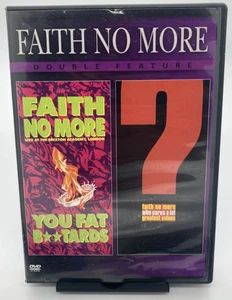 FAITH NO MORE
DOUBLE FEATURE
FAITH
NO MORE
LIVE AT THE BRIXTON ACADEMY, LONDON
YOU FAT
B**TARDS
?
faith no more
who cares a lot
greatest videos
DVD